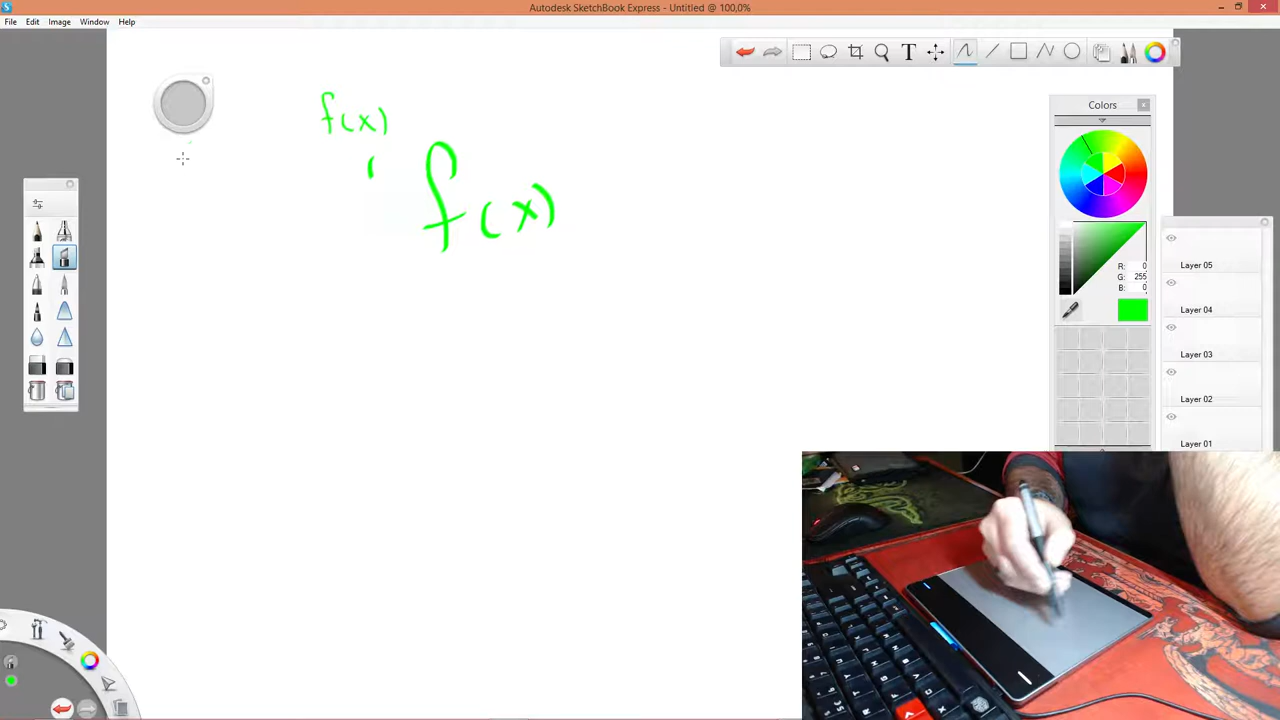 Autodesk SketchBook Express - Untitled @ 100,0%
File Edit Image Window Help
T
f(x)
(
f(x)
Colors
R: 0
G: 255
B: 0
Layer 05
Layer 04
Layer 03
Layer 02
Layer 01